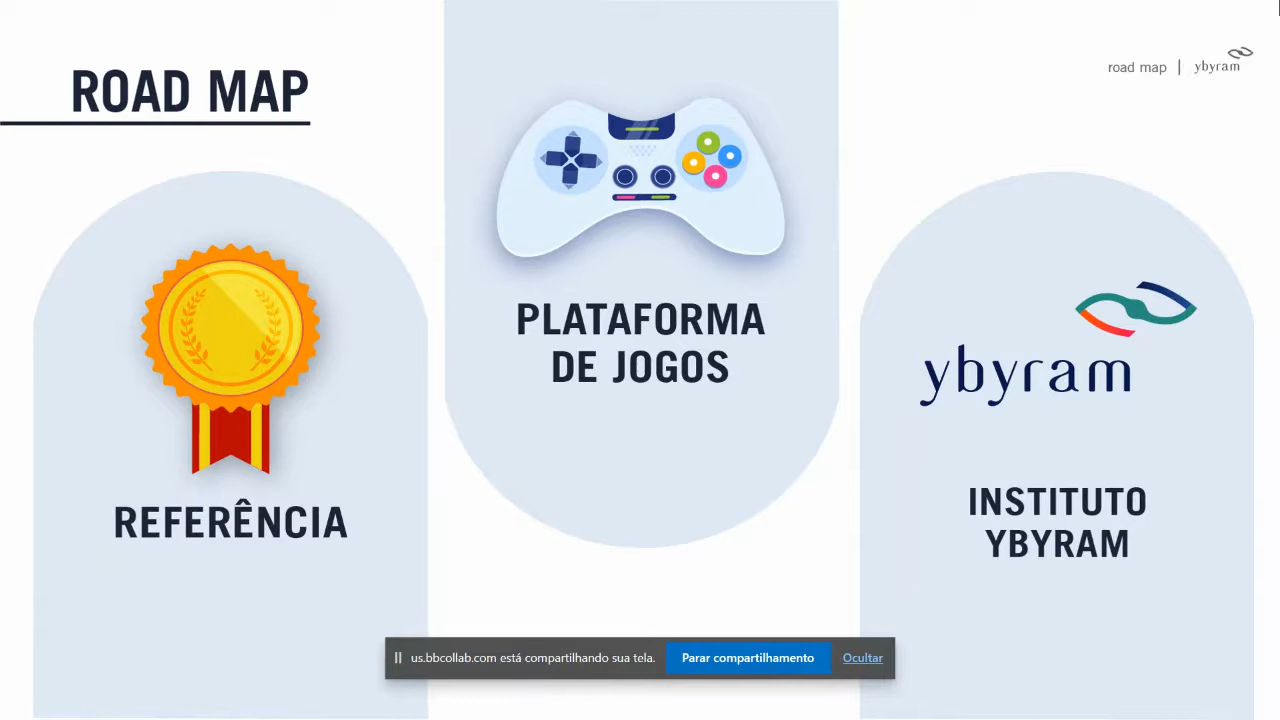 ROAD MAP
road map | ybyram
REFERÊNCIA
PLATAFORMA
DE JOGOS
ybyram
INSTITUTO
YBYRAM
us.bbcollab.com está compartilhando sua tela.
Parar compartilhamento
Ocultar